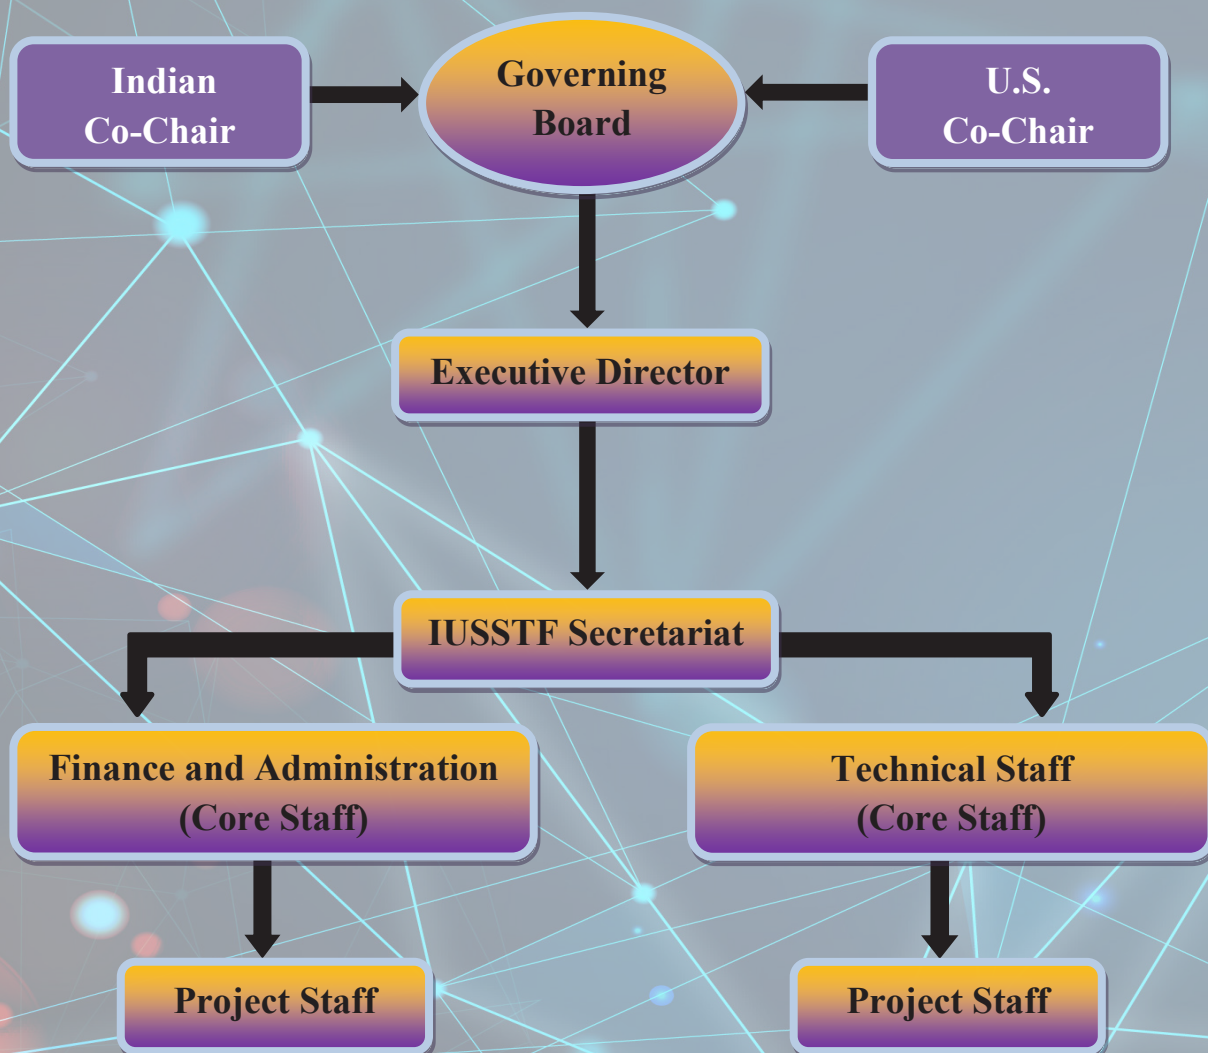 Indian
Co-Chair
Governing
Board
U.S.
Co-Chair
Executive Director
IUSSTF Secretariat
Finance and Administration
(Core Staff)
Technical Staff
(Core Staff)
Project Staff
Project Staff